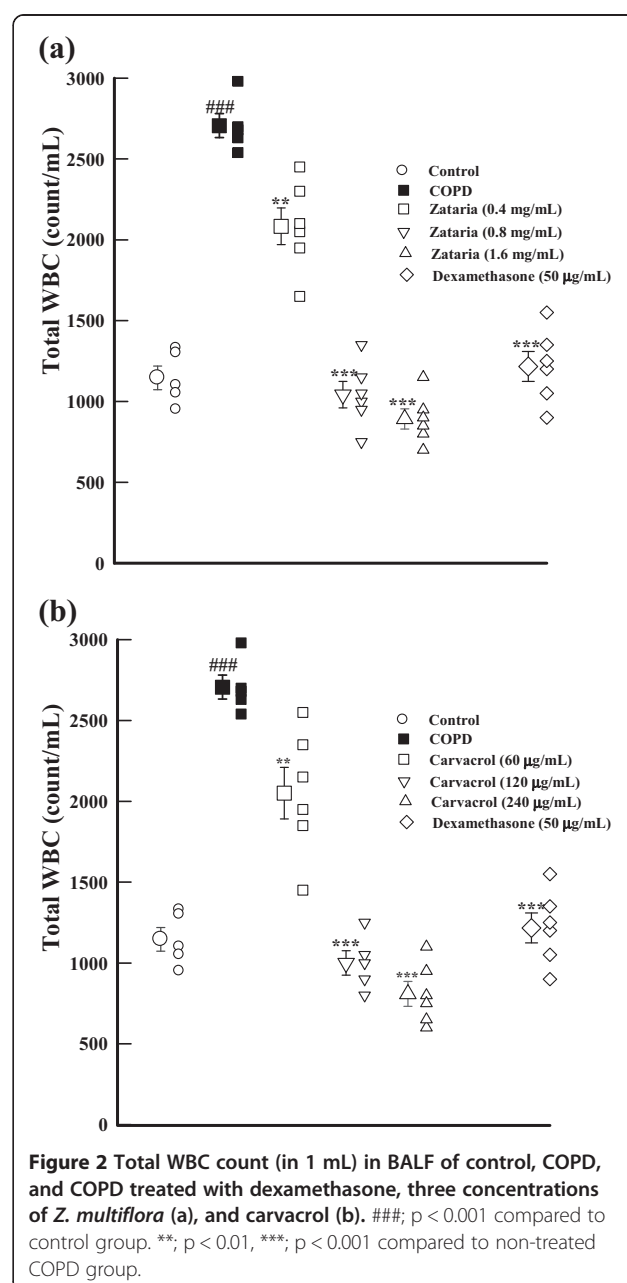 (a)
3000
2500
2000
1500
1000
500
0
Total WBC (count/mL)
###
**
***
***
***
Control
COPD
Zataria (0.4 mg/mL)
Zataria (0.8 mg/mL)
Zataria (1.6 mg/mL)
Dexamethasone (50 µg/mL)
(b)
3000
2500
2000
1500
1000
500
0
Total WBC (count/mL)
###
**
***
***
***
Control
COPD
Carvacrol (60 µg/mL)
Carvacrol (120 µg/mL)
Carvacrol (240 µg/mL)
Dexamethasone (50 µg/mL)
Figure 2 Total WBC count (in 1 mL) in BALF of control, COPD,
and COPD treated with dexamethasone, three concentrations
of Z. multiflora (a), and carvacrol (b). ###; p < 0.001 compared to
control group. **; p < 0.01, ***; p < 0.001 compared to non-treated
COPD group.